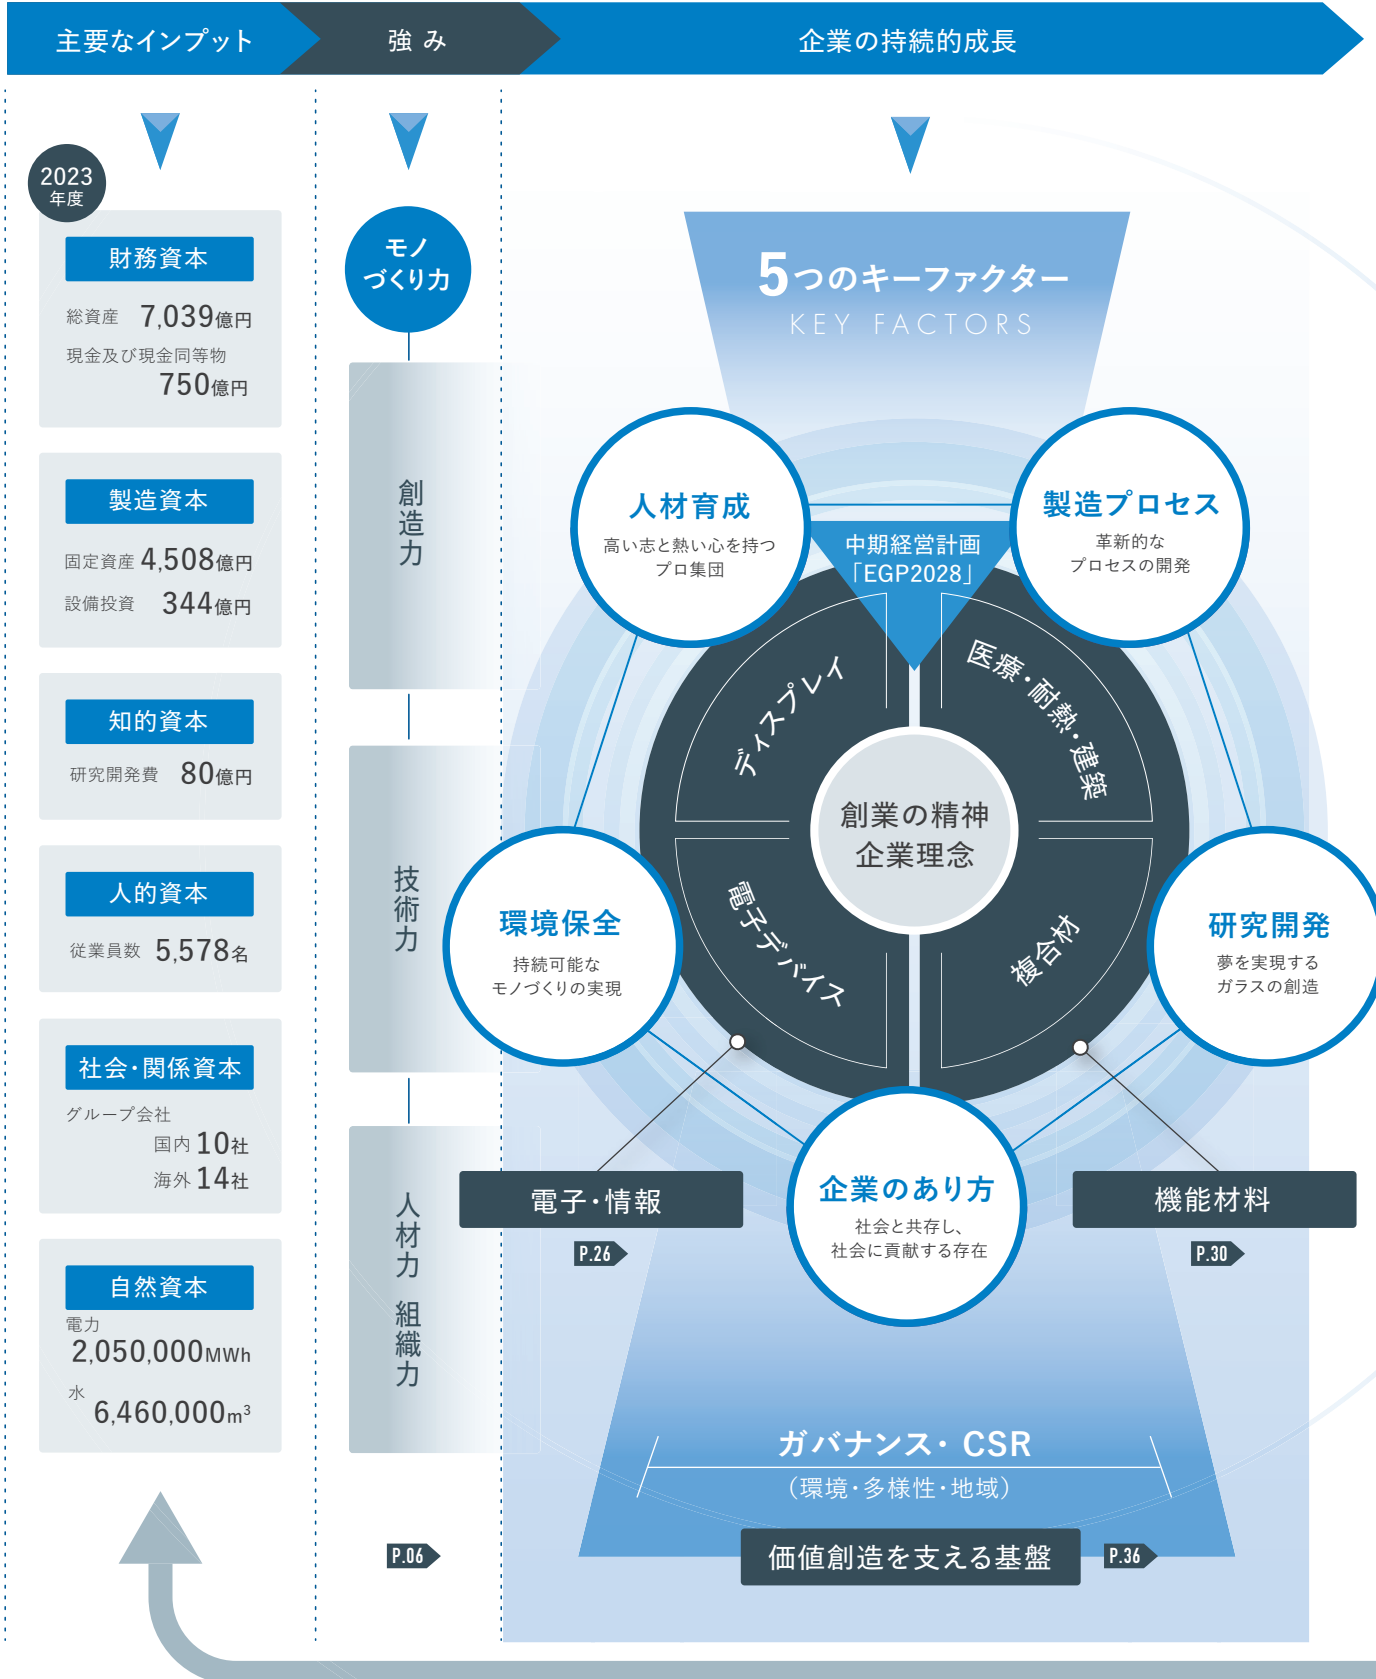 主要なインプット
強み
企業の持続的成長
2023
年度
財務資本
総資産 7,039億円
現金及び現金同等物
750億円
製造資本
固定資産 4,508億円
設備投資 344億円
知的資本
研究開発費 80億円
人的資本
従業員数 5,578名
社会・関係資本
グループ会社
国内 10社
海外 14社
自然資本
電力
2,050,000MWh
水
6,460,000m³
モノ
づくり力
創造力
技術力
人材力 組織力
P.06
5つのキーファクター
KEY FACTORS
人材育成
高い志と熱い心を持つ
プロ集団
製造プロセス
革新的な
プロセスの開発
中期経営計画
「EGP2028」
ディスプレイ
医療・耐熱・建築
創業の精神
企業理念
電子デバイス
複合材
環境保全
持続可能な
モノづくりの実現
研究開発
夢を実現する
ガラスの創造
企業のあり方
社会と共存し、
社会に貢献する存在
電子・情報
P.26
機能材料
P.30
ガバナンス・CSR
（環境・多様性・地域）
価値創造を支える基盤
P.36